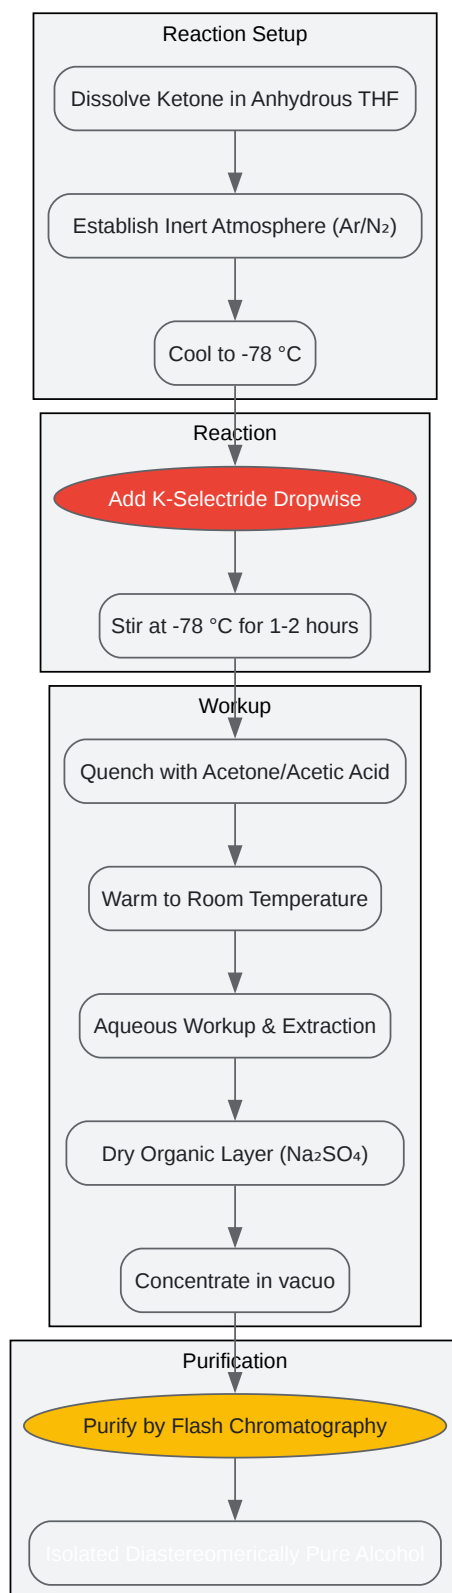 Reaction Setup
Dissolve Ketone in Anhydrous THF
Establish Inert Atmosphere (Ar/N₂)
Cool to -78 °C
Reaction
Add K-Selectride Dropwise
Stir at -78 °C for 1-2 hours
Workup
Quench with Acetone/Acetic Acid
Warm to Room Temperature
Aqueous Workup & Extraction
Dry Organic Layer (Na₂SO₄)
Concentrate in vacuo
Purification
Purify by Flash Chromatography
Isolated Diastereomerically Pure Alcohol